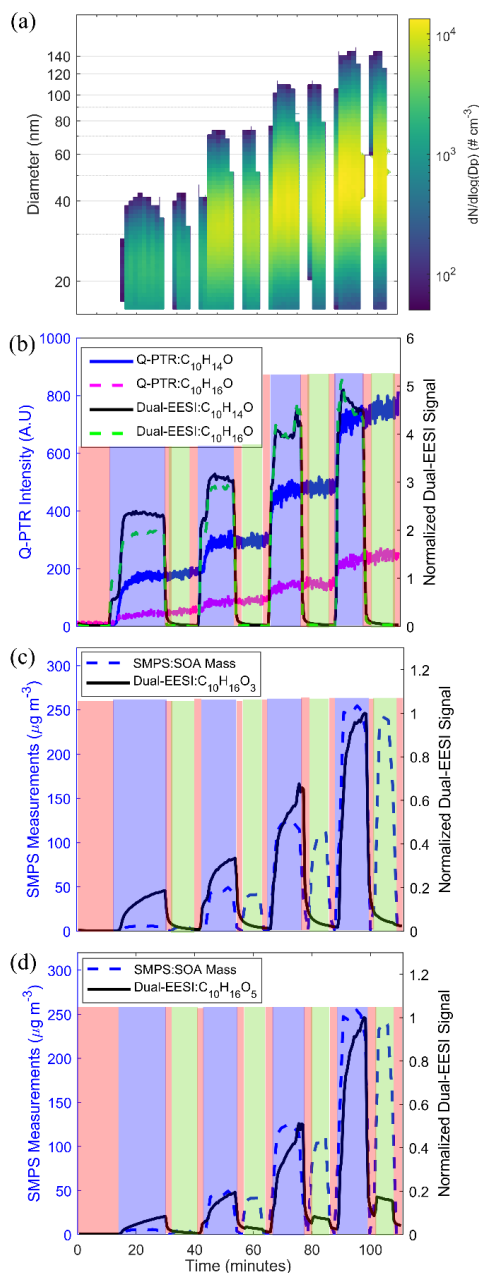 (a)
140
120
100
80
60
40
20
Diameter (nm)
10⁴
10³
10²
dN/dlog(Dp) (# cm⁻³)
(b)
1000
800
600
400
200
0
Q-PTR Intensity (A.U)
Q-PTR:C₁₀H₁₄O
Q-PTR:C₁₀H₁₆O
Dual-EESI:C₁₀H₁₄O
Dual-EESI:C₁₀H₁₆O
6
5
4
3
2
1
0
Normalized Dual-EESI Signal
(c)
300
250
200
150
100
50
0
SMPS Measurements (μg m⁻³)
SMPS:SOA Mass
Dual-EESI:C₁₀H₁₆O₃
1.2
1
0.8
0.6
0.4
0.2
0
Normalized Dual-EESI Signal
(d)
300
250
200
150
100
50
0
SMPS Measurements (μg m⁻³)
SMPS:SOA Mass
Dual-EESI:C₁₀H₁₆O₅
1.2
1
0.8
0.6
0.4
0.2
0
Normalized Dual-EESI Signal
0 20 40 60 80 100
Time (minutes)